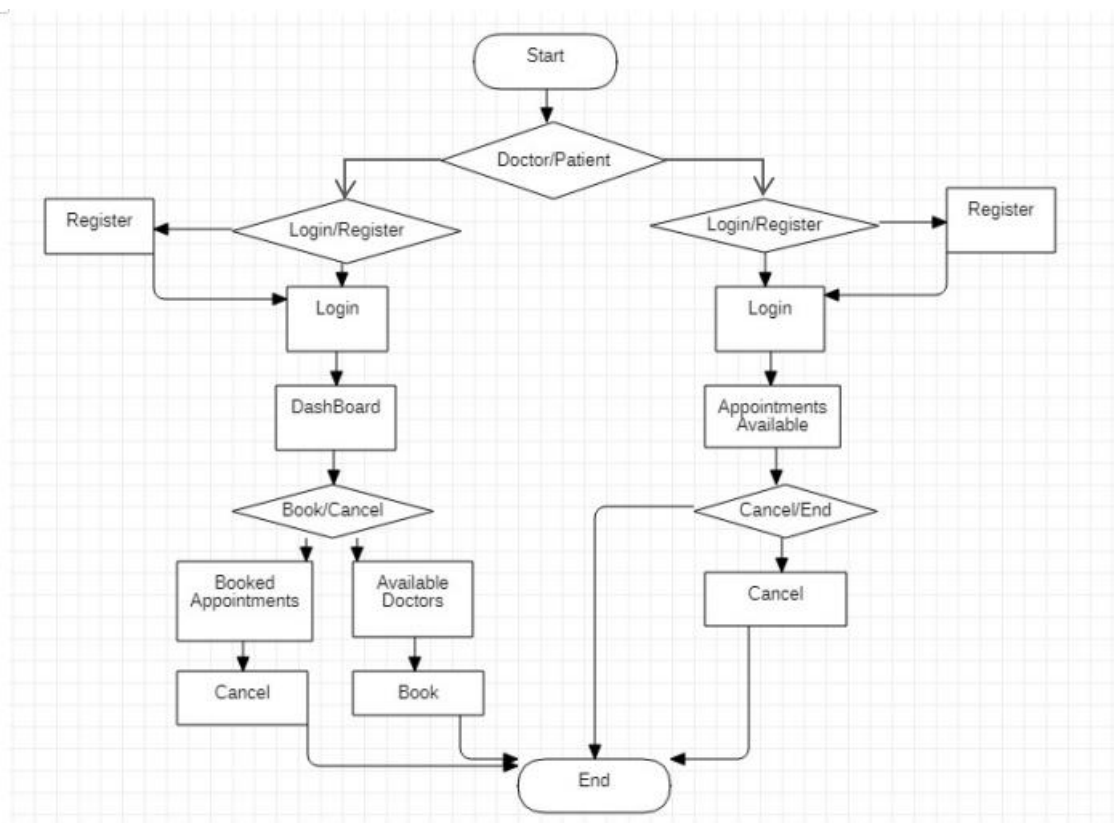 Start
Doctor/Patient
Register
Login/Register
Login/Register
Register
Login
Login
DashBoard
Appointments
Available
Book/Cancel
Cancel/End
Booked
Appointments
Available
Doctors
Cancel
Cancel
Book
End